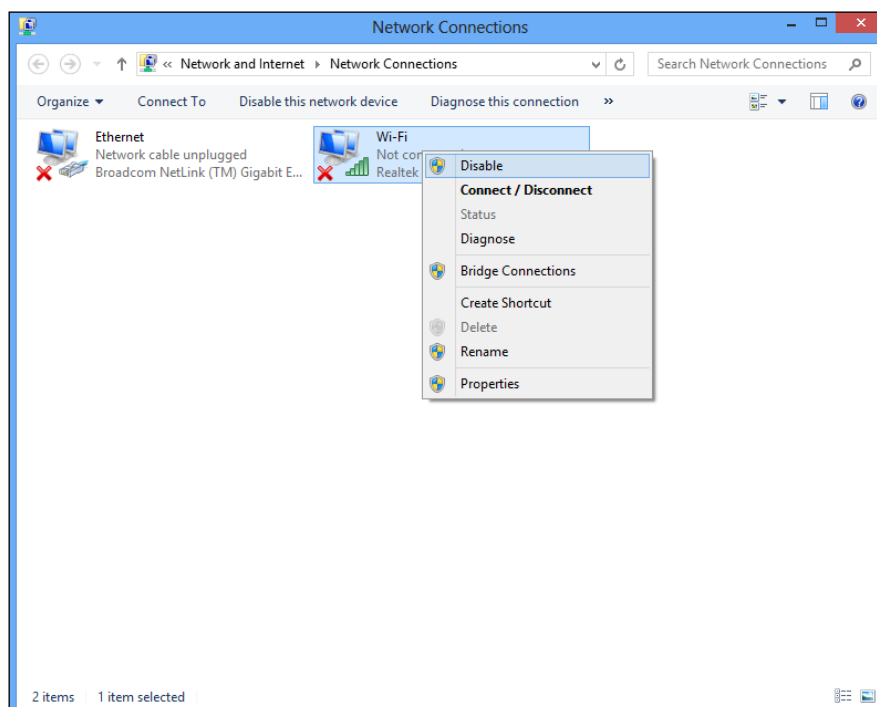 Network Connections
« Network and Internet Network Connections
Search Network Connections
Organize Connect To Disable this network device Diagnose this connection »
Ethernet
Network cable unplugged
Broadcom NetLink (TM) Gigabit E...
Wi-Fi
Not
Realtek
Disable
Connect / Disconnect
Status
Diagnose
Bridge Connections
Create Shortcut
Delete
Rename
Properties
2 items 1 item selected